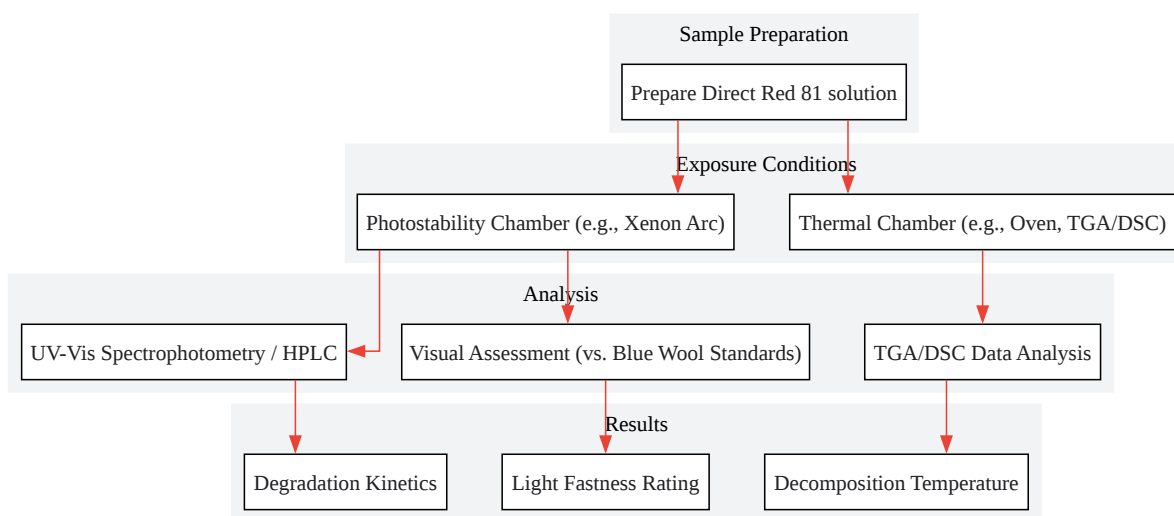 Sample Preparation
Prepare Direct Red 81 solution
Exposure Conditions
Photostability Chamber (e.g., Xenon Arc)
Thermal Chamber (e.g., Oven, TGA/DSC)
Analysis
UV-Vis Spectrophotometry / HPLC
Visual Assessment (vs. Blue Wool Standards)
TGA/DSC Data Analysis
Results
Degradation Kinetics
Light Fastness Rating
Decomposition Temperature